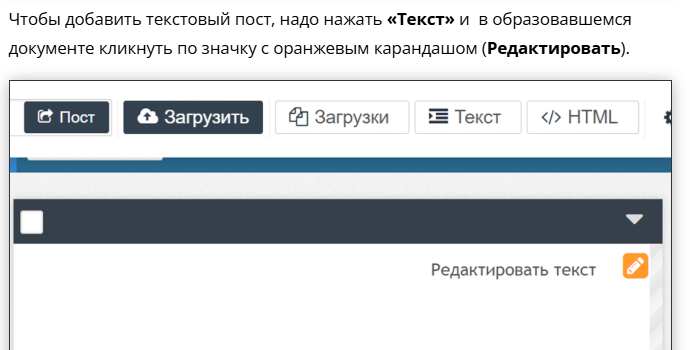 Чтобы добавить текстовый пост, надо нажать «Текст» и в образовавшемся
документе кликнуть по значку с оранжевым карандашом (Редактировать).
Пост Загрузить Загрузки Текст </> HTML
Редактировать текст